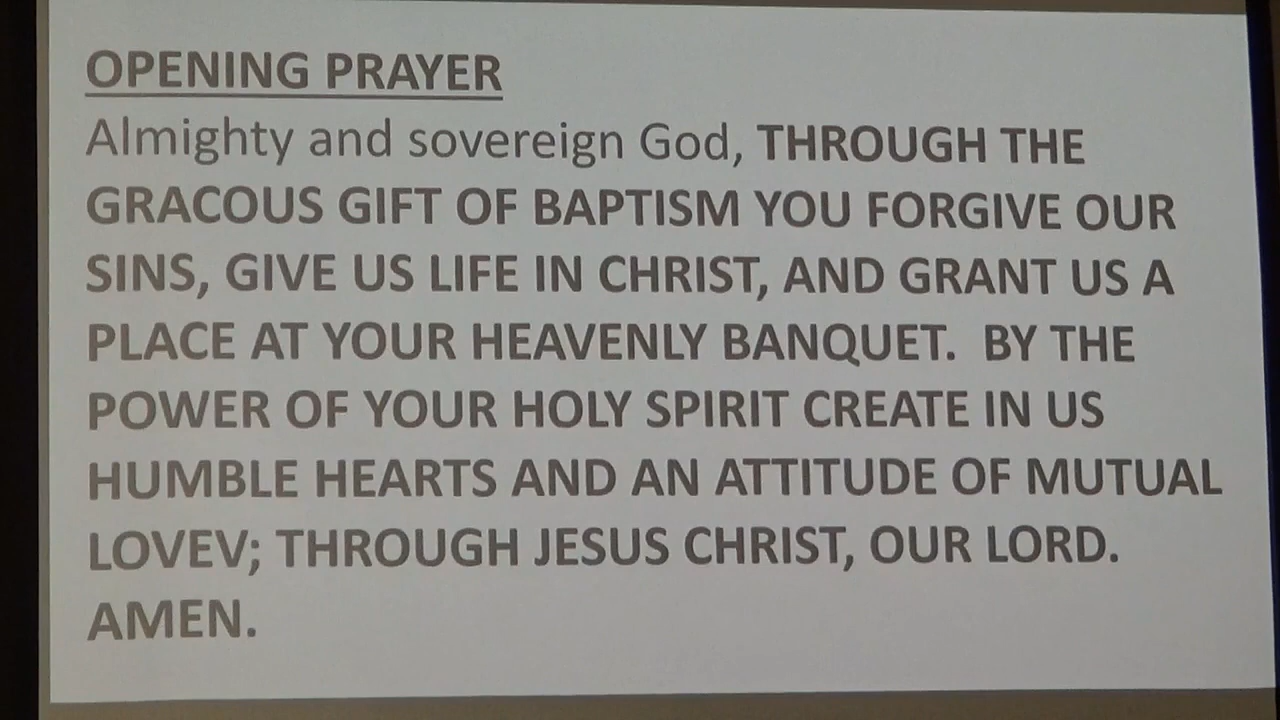 OPENING PRAYER
Almighty and sovereign God, THROUGH THE
GRACOUS GIFT OF BAPTISM YOU FORGIVE OUR
SINS, GIVE US LIFE IN CHRIST, AND GRANT US A
PLACE AT YOUR HEAVENLY BANQUET.  BY THE
POWER OF YOUR HOLY SPIRIT CREATE IN US
HUMBLE HEARTS AND AN ATTITUDE OF MUTUAL
LOVEV; THROUGH JESUS CHRIST, OUR LORD.
AMEN.